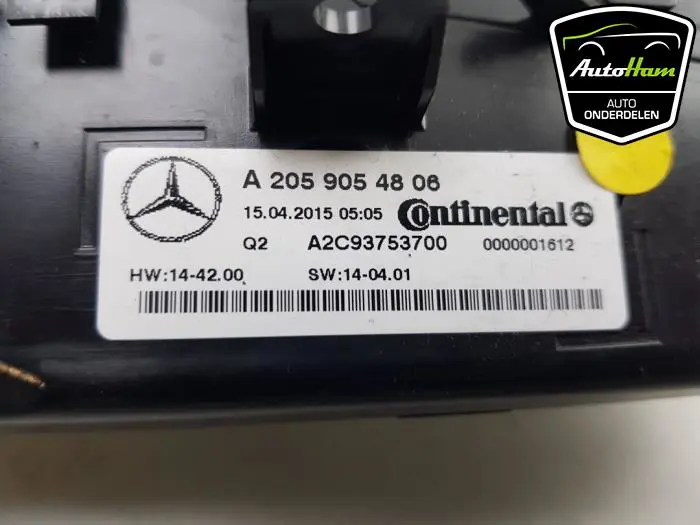 AutoHam
AUTO
ONDERDELEN
A 205 905 48 06
15.04.2015 05:05 Continental
Q2 A2C93753700 0000001612
HW:14-42.00 SW:14-04.01